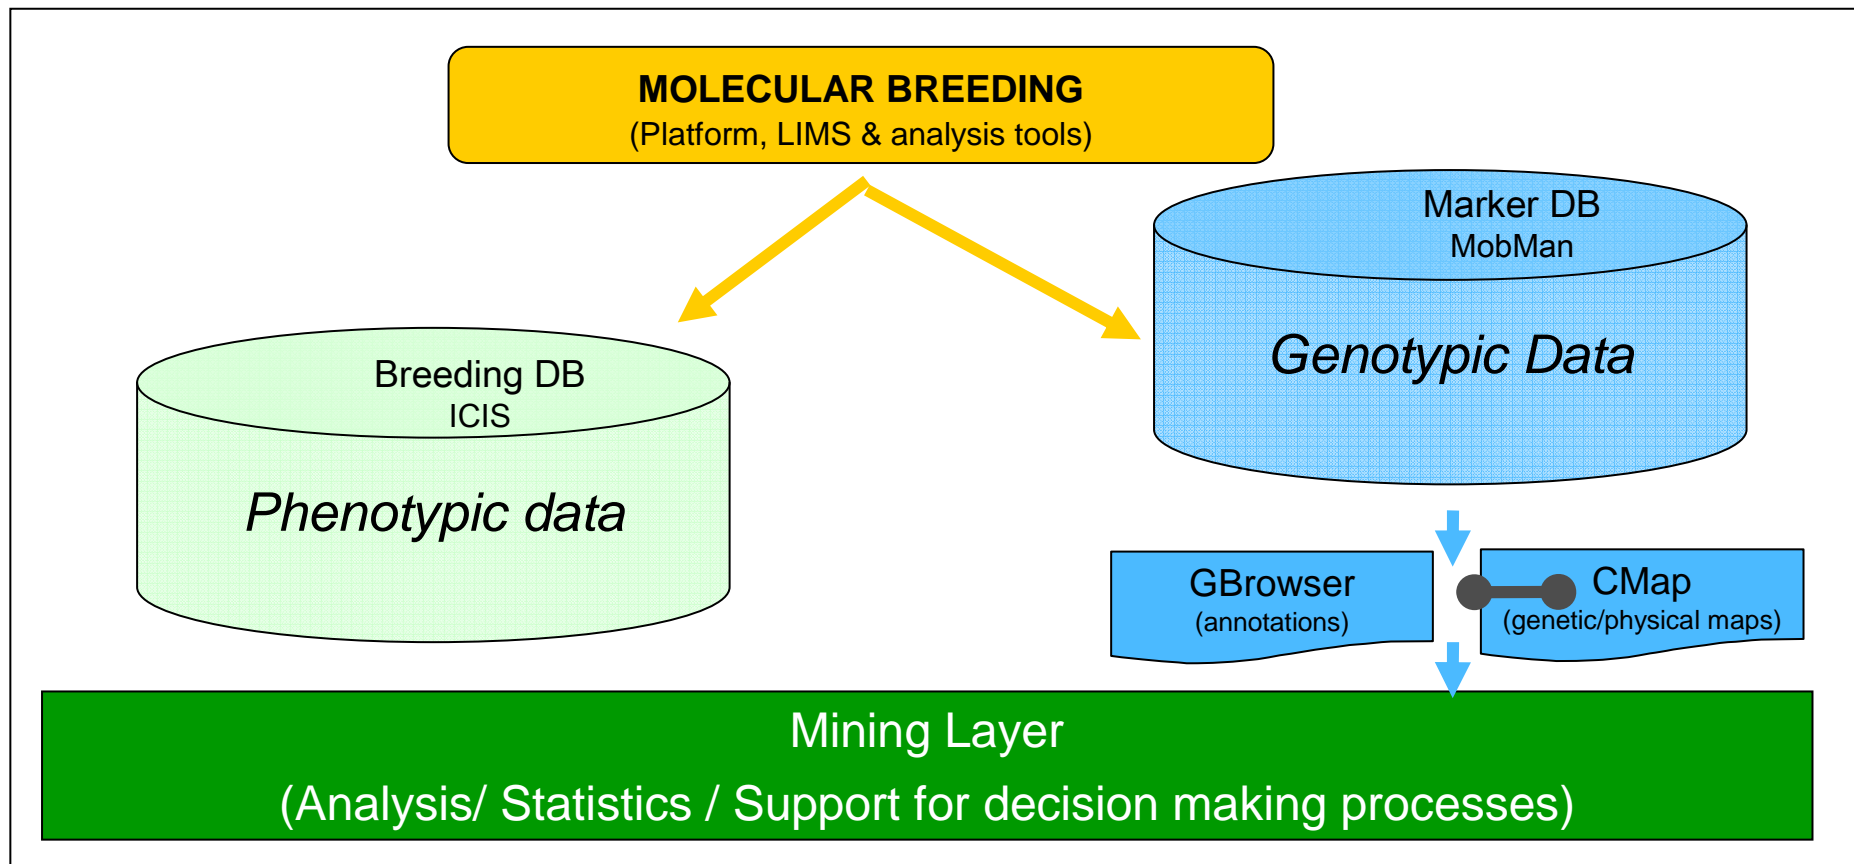 MOLECULAR BREEDING
(Platform, LIMS & analysis tools)
Marker DB
MobMan
Genotypic Data
Breeding DB
ICIS
Phenotypic data
GBrowser
(annotations)
CMap
(genetic/physical maps)
Mining Layer
(Analysis/ Statistics / Support for decision making processes)